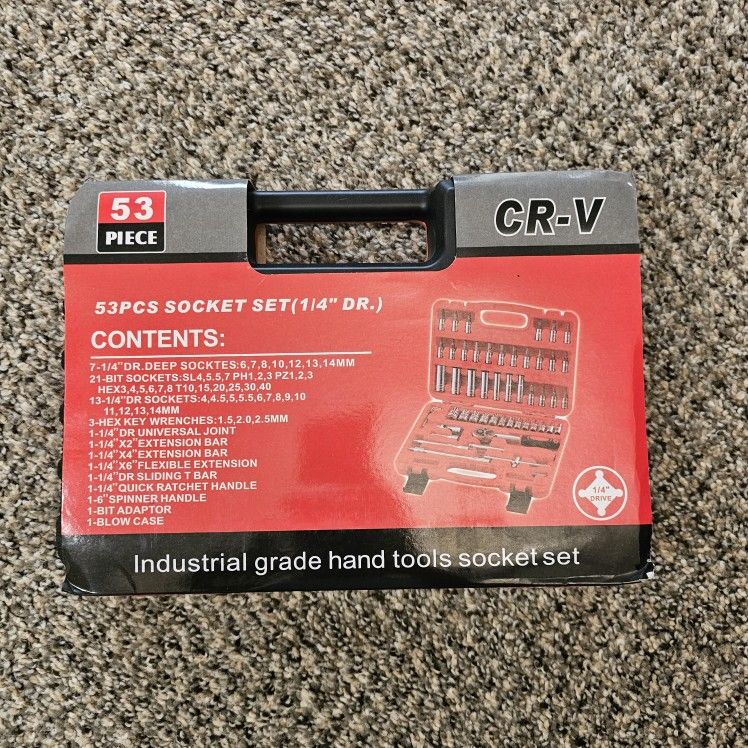 53
PIECE
CR-V
53PCS SOCKET SET(1/4" DR.)
CONTENTS:
7-1/4"DR.DEEP SOCKTES:6,7,8,10,12,13,14MM
21-BIT SOCKETS:SL4,5.5,7 PH1,2,3 PZ1,2,3
HEX3,4,5,6,7,8 T10,15,20,25,30,40
13-1/4"DR SOCKETS:4,4.5,5,5.5,6,7,8,9,10
11,12,13,14MM
3-HEX KEY WRENCHES:1.5,2.0,2.5MM
1-1/4"DR UNIVERSAL JOINT
1-1/4"X2"EXTENSION BAR
1-1/4"X4"EXTENSION BAR
1-1/4"X6"FLEXIBLE EXTENSION
1-1/4"DR SLIDING T BAR
1-1/4"QUICK RATCHET HANDLE
1-6"SPINNER HANDLE
1-BIT ADAPTOR
1-BLOW CASE
1/4"
DRIVE
Industrial grade hand tools socket set